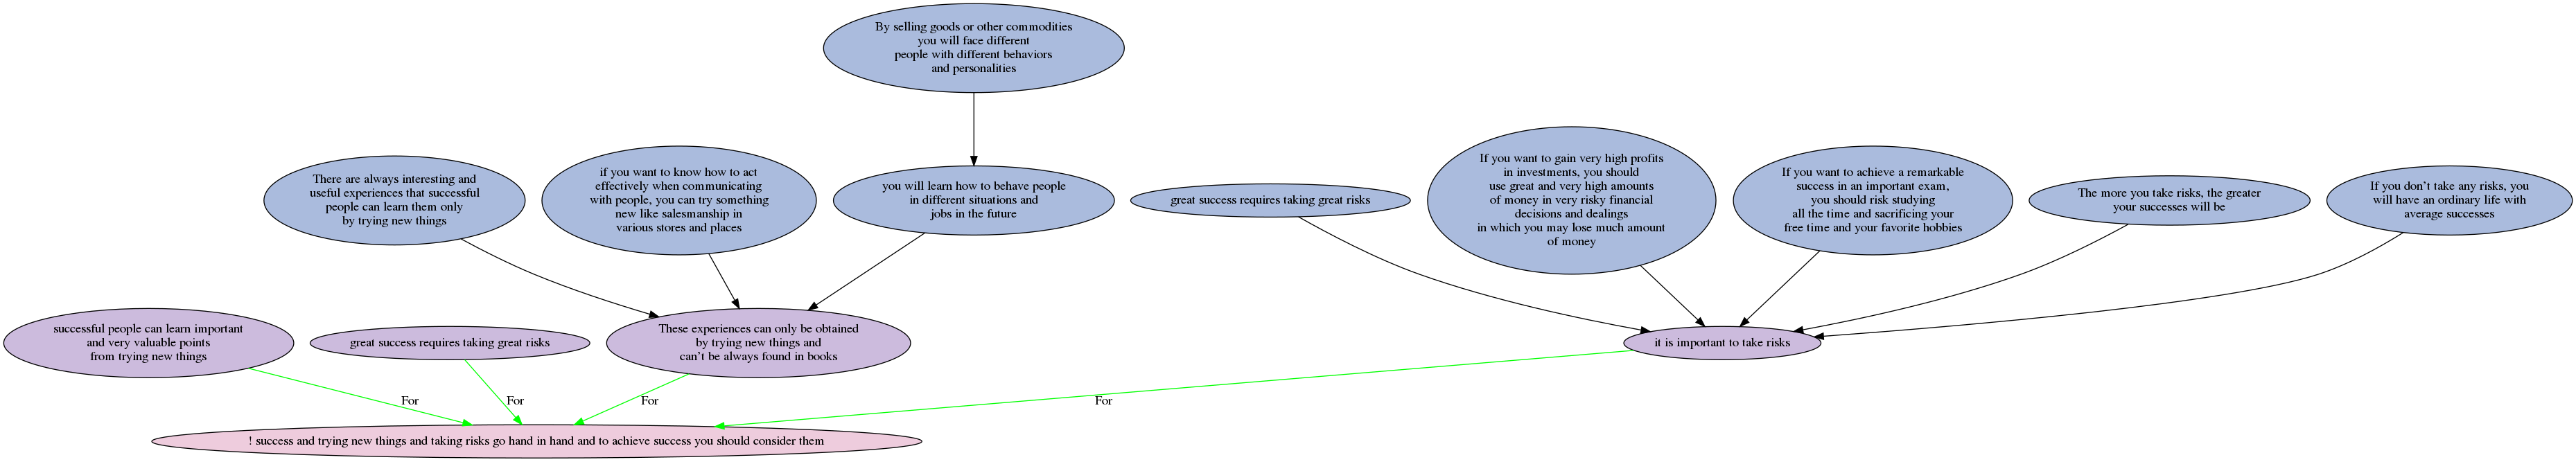 By selling goods or other commodities
you will face different
people with different behaviors
and personalities
There are always interesting and
useful experiences that successful
people can learn them only
by trying new things
if you want to know how to act
effectively when communicating
with people, you can try something
new like salesmanship in
various stores and places
you will learn how to behave people
in different situations and
jobs in the future
great success requires taking great risks
If you want to gain very high profits
in investments, you should
use great and very high amounts
of money in very risky financial
decisions and dealings
in which you may lose much amount
of money
If you want to achieve a remarkable
success in an important exam,
you should risk studying
all the time and sacrificing your
free time and your favorite hobbies
The more you take risks, the greater
your successes will be
If you don't take any risks, you
will have an ordinary life with
average successes
successful people can learn important
and very valuable points
from trying new things
great success requires taking great risks
These experiences can only be obtained
by trying new things and
can't be always found in books
it is important to take risks
For
For
For
For
! success and trying new things and taking risks go hand in hand and to achieve success you should consider them